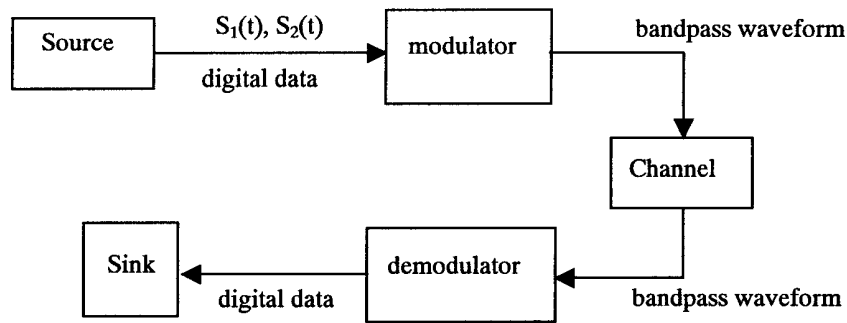 Source
S₁(t), S₂(t)
digital data
modulator
bandpass waveform
Channel
bandpass waveform
demodulator
digital data
Sink